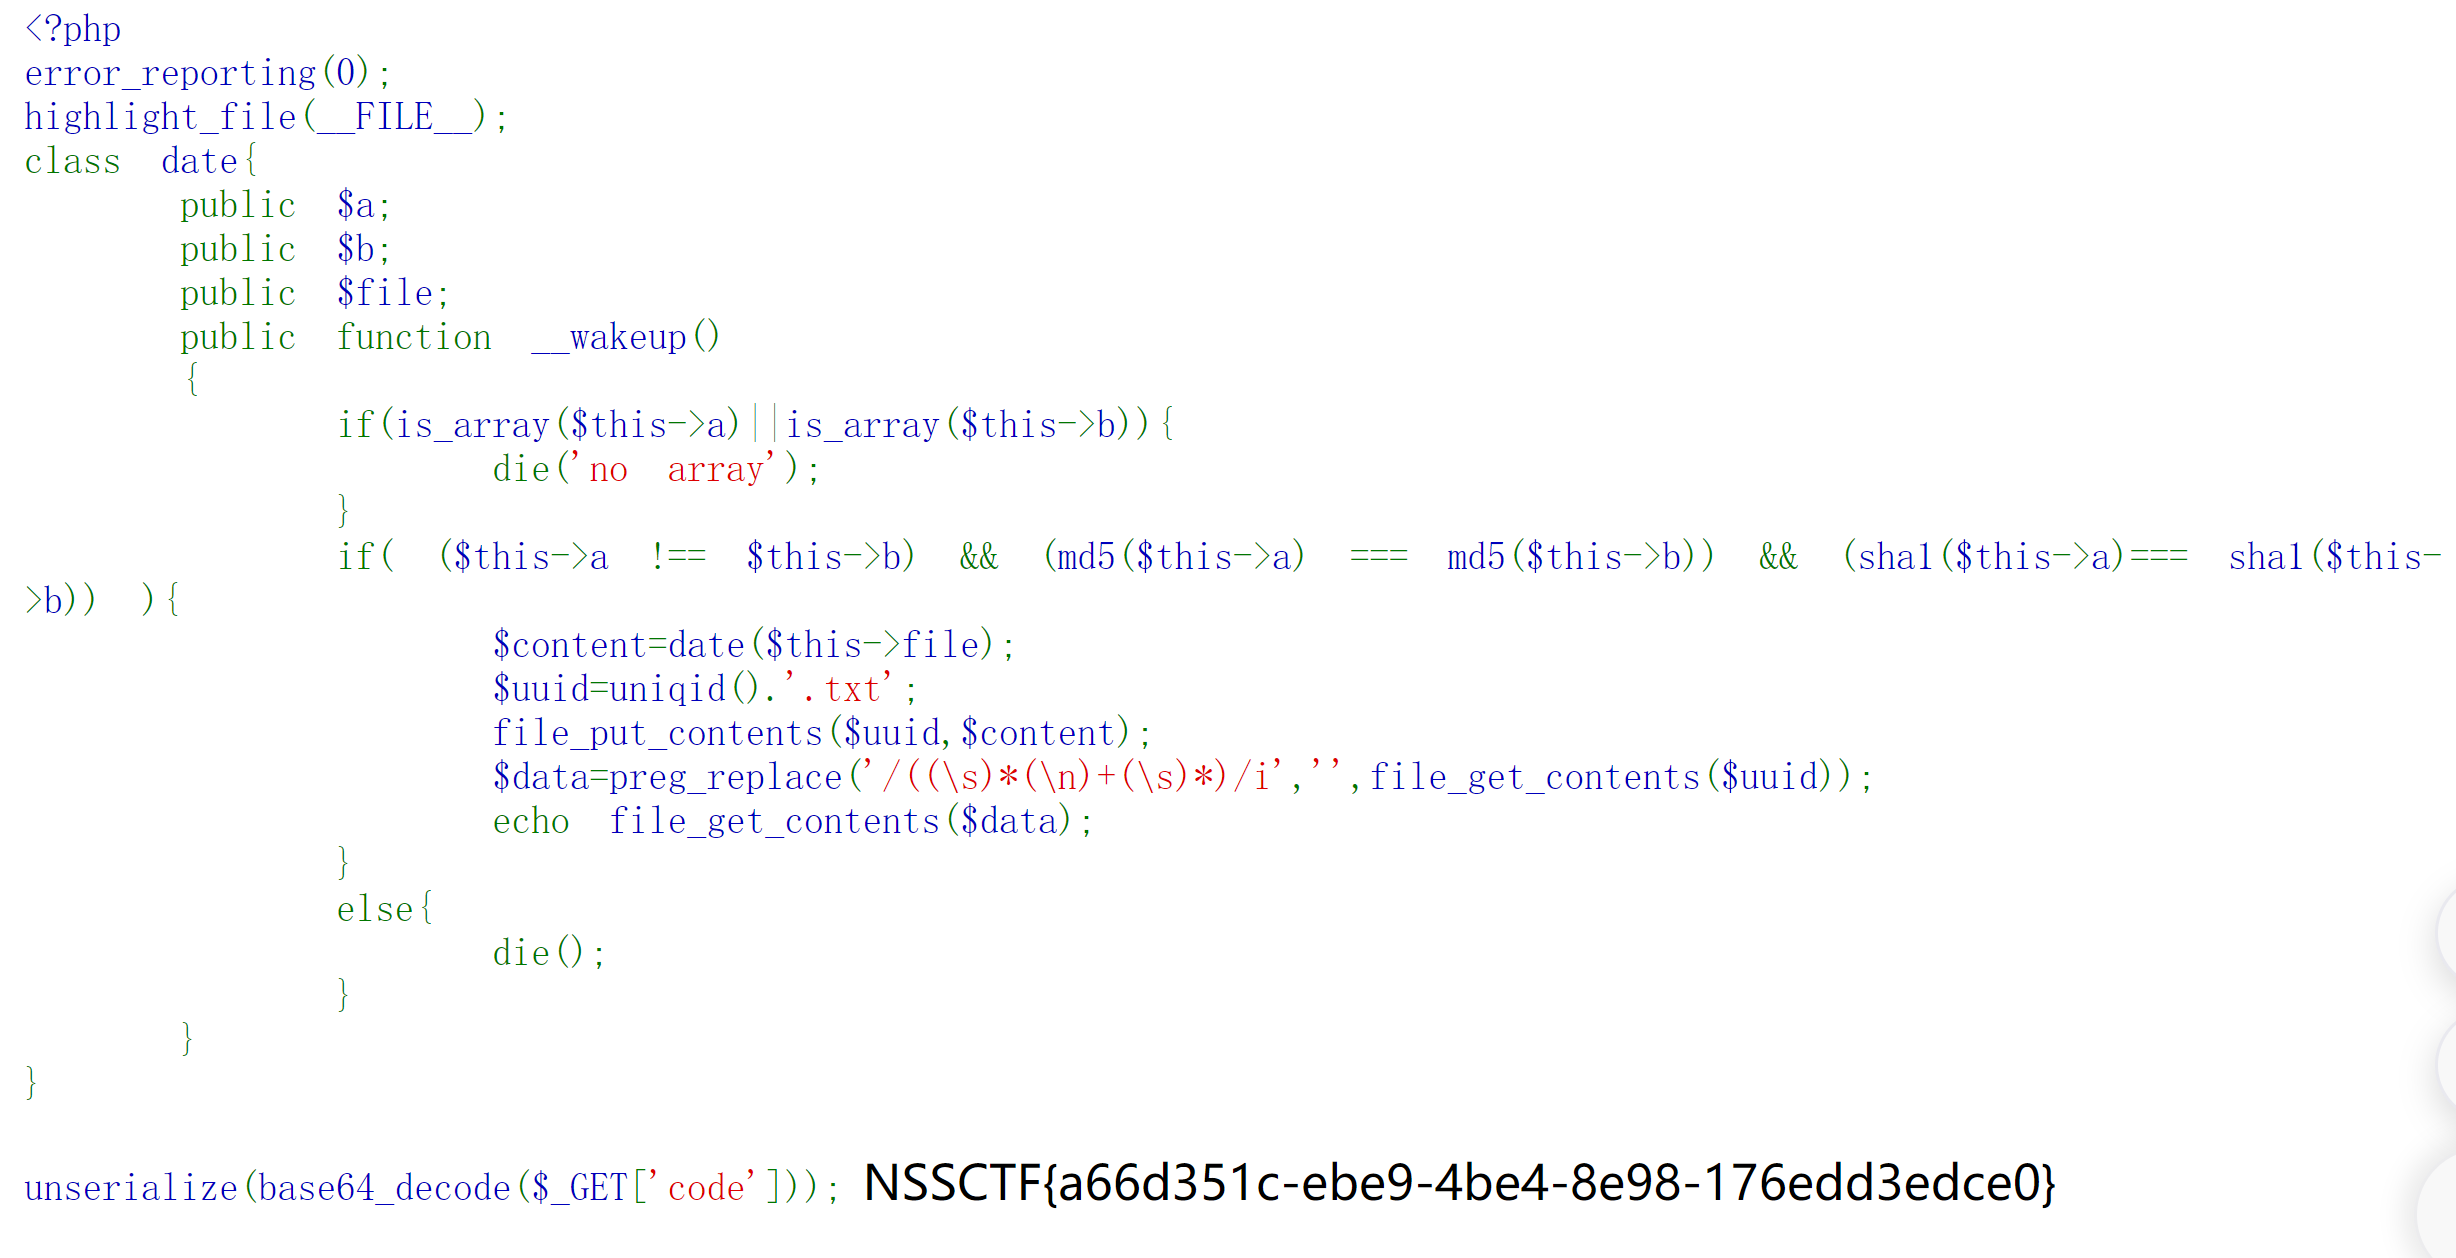 <?php
error_reporting(0);
highlight_file(__FILE__);
class date{
public $a;
public $b;
public $file;
public function __wakeup()
{
if(is_array($this->a)||is_array($this->b)){
die('no array');
}
if( ($this->a !== $this->b) && (md5($this->a) === md5($this->b)) && (sha1($this->a)=== sha1($this-
>b)) ){
$content=date($this->file);
$uuid=uniqid().'.txt';
file_put_contents($uuid,$content);
$data=preg_replace('/((\s)*(\n)+(\s)*)/i','',file_get_contents($uuid));
echo file_get_contents($data);
}
else{
die();
}
}
}
unserialize(base64_decode($_GET['code'])); NSSCTF{a66d351c-ebe9-4be4-8e98-176edd3edce0}